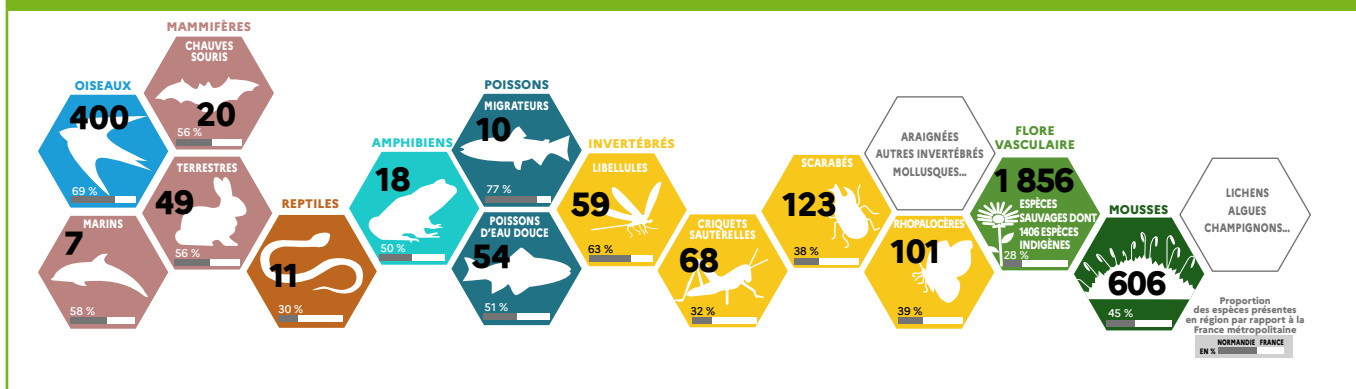 OISEAUX
400
69 %
MAMMIFÈRES
CHAUVES
SOURIS
20
56 %
TERRESTRES
49
56 %
MARINS
7
58 %
REPTILES
11
30 %
AMPHIBIENS
18
50 %
POISSONS
MIGRATEURS
10
77 %
POISSONS
D'EAU DOUCE
54
51 %
INVERTÉBRÉS
LIBELLULES
59
63 %
CRIQUETS
SAUTERELLES
68
32 %
SCARABÉS
123
38 %
ARAIGNÉES
AUTRES INVERTÉBRÉS
MOLLUSQUES...
RHOPALOCÈRES
101
39 %
FLORE
VASCULAIRE
1 856
ESPÈCES
SAUVAGES DONT
1406 ESPÈCES
INDIGÈNES
28 %
MOUSSES
606
45 %
LICHENS
ALGUES
CHAMPIGNONS...
Proportion
des espèces présentes
en région par rapport à la
France métropolitaine
NORMANDIE FRANCE
EN %